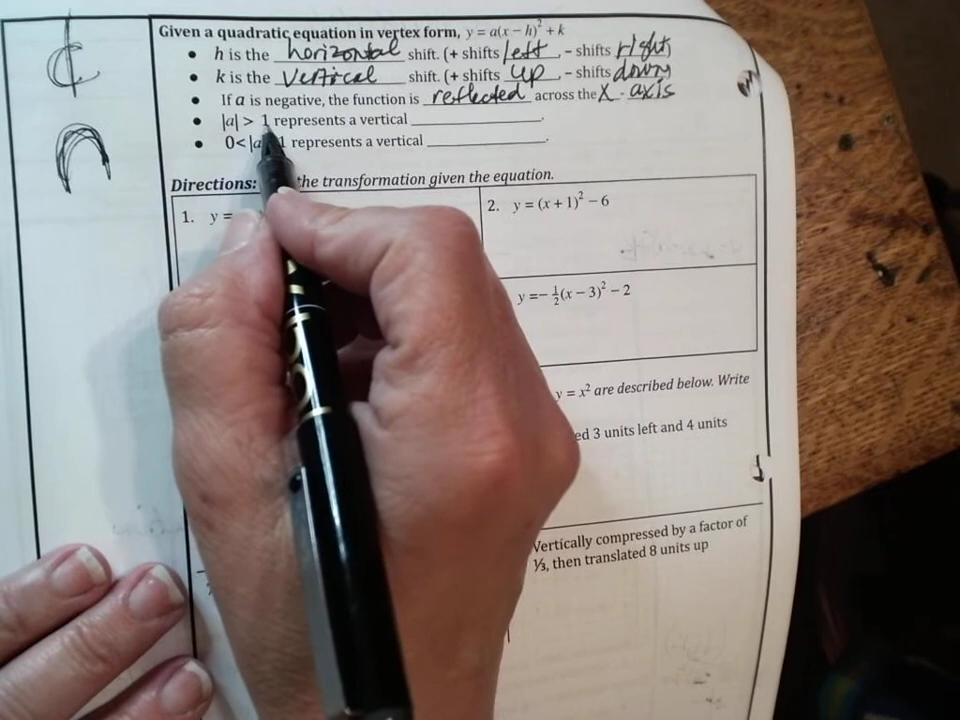 Given a quadratic equation in vertex form, y = a(x − h)² + k
• h is the horizontal shift. (+ shifts left, − shifts right)
• k is the vertical shift. (+ shifts up, − shifts down)
• If a is negative, the function is reflected across the x - axis
• |a| > 1 represents a vertical ____________.
• 0 < |a 1 represents a vertical ____________.
Directions: the transformation given the equation.
1. y =
2. y = (x + 1)² − 6
y = − ½(x − 3)² − 2
y = x² are described below. Write
ed 3 units left and 4 units
Vertically compressed by a factor of
⅓, then translated 8 units up